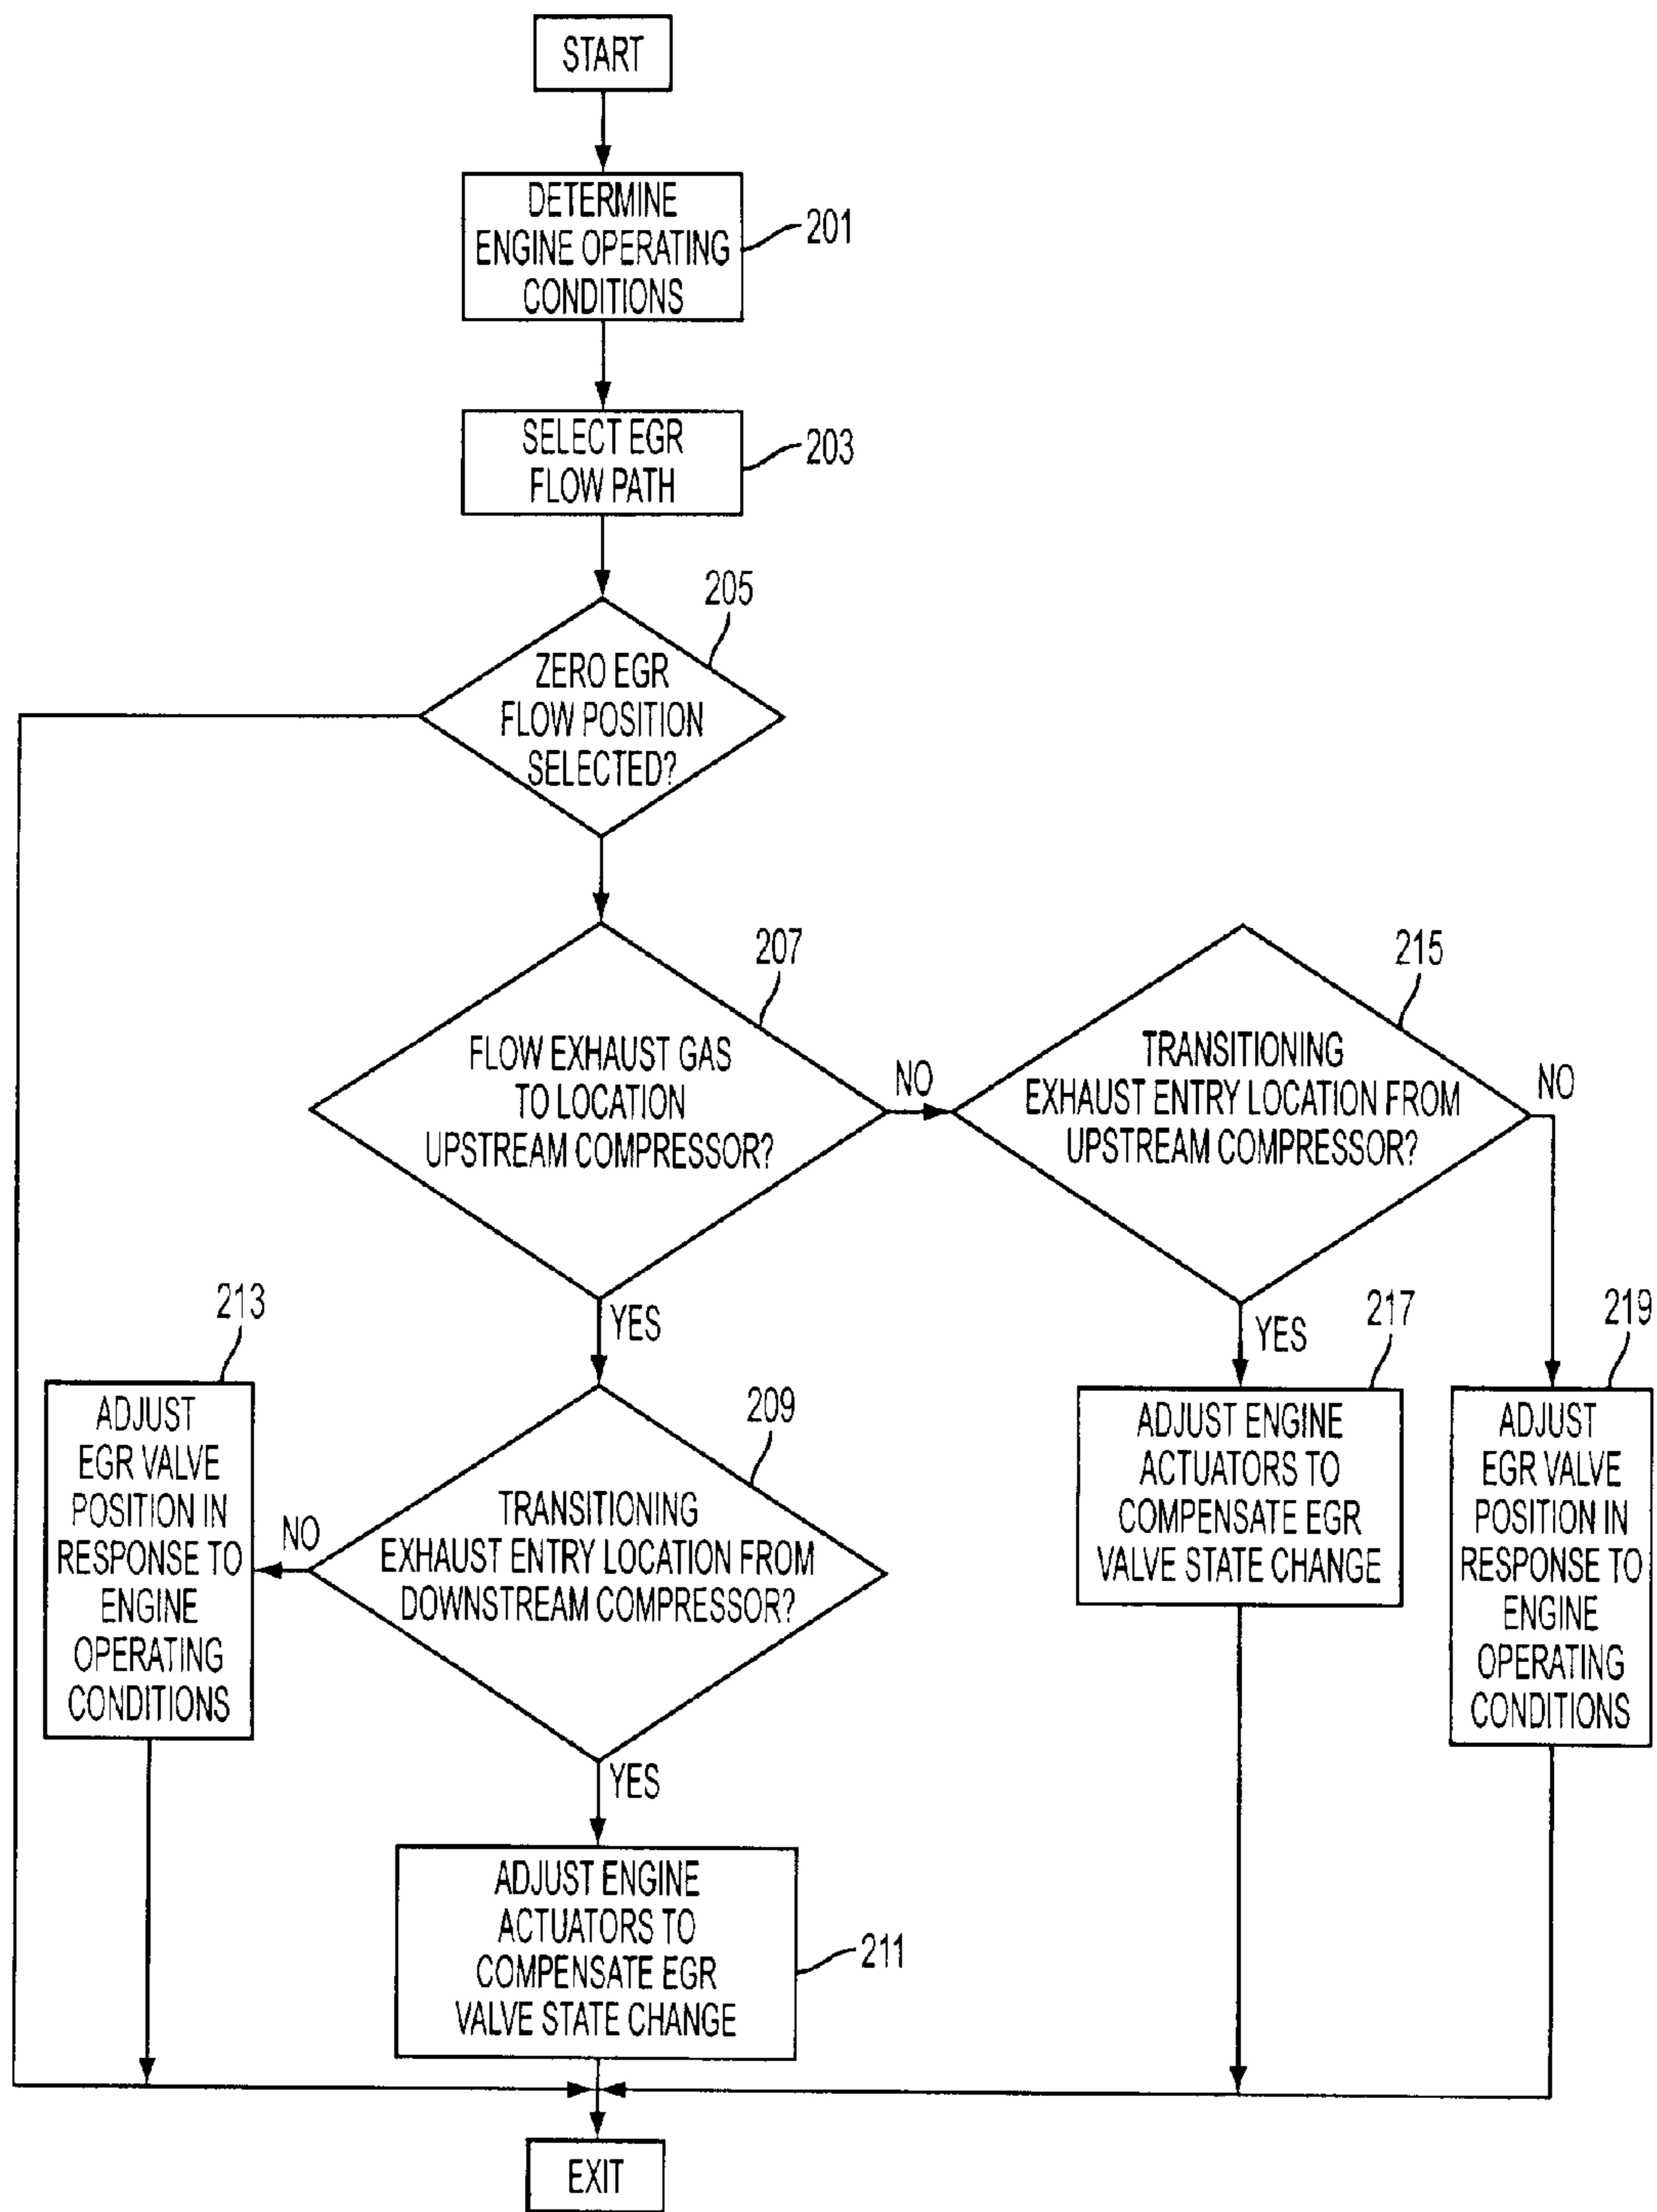 START
DETERMINE
ENGINE OPERATING
CONDITIONS
201
SELECT EGR
FLOW PATH
203
205
ZERO EGR
FLOW POSITION
SELECTED?
207
FLOW EXHAUST GAS
TO LOCATION
UPSTREAM COMPRESSOR?
NO
215
TRANSITIONING
EXHAUST ENTRY LOCATION FROM
UPSTREAM COMPRESSOR?
NO
YES
213
ADJUST
EGR VALVE
POSITION IN
RESPONSE TO
ENGINE
OPERATING
CONDITIONS
NO
209
TRANSITIONING
EXHAUST ENTRY LOCATION FROM
DOWNSTREAM COMPRESSOR?
YES
217
ADJUST ENGINE
ACTUATORS TO
COMPENSATE EGR
VALVE STATE CHANGE
219
ADJUST
EGR VALVE
POSITION IN
RESPONSE TO
ENGINE
OPERATING
CONDITIONS
YES
ADJUST ENGINE
ACTUATORS TO
COMPENSATE EGR
VALVE STATE CHANGE
211
EXIT